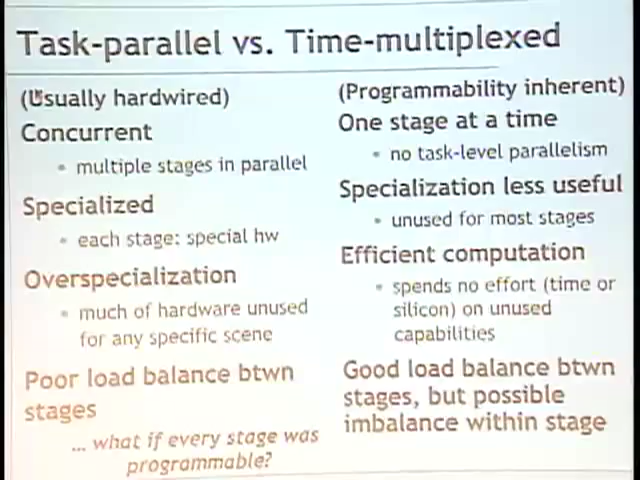 Task-parallel vs. Time-multiplexed
(Usually hardwired)
Concurrent
• multiple stages in parallel
Specialized
• each stage: special hw
Overspecialization
• much of hardware unused
for any specific scene
Poor load balance btwn
stages
... what if every stage was
programmable?
(Programmability inherent)
One stage at a time
• no task-level parallelism
Specialization less useful
• unused for most stages
Efficient computation
• spends no effort (time or
silicon) on unused
capabilities
Good load balance btwn
stages, but possible
imbalance within stage